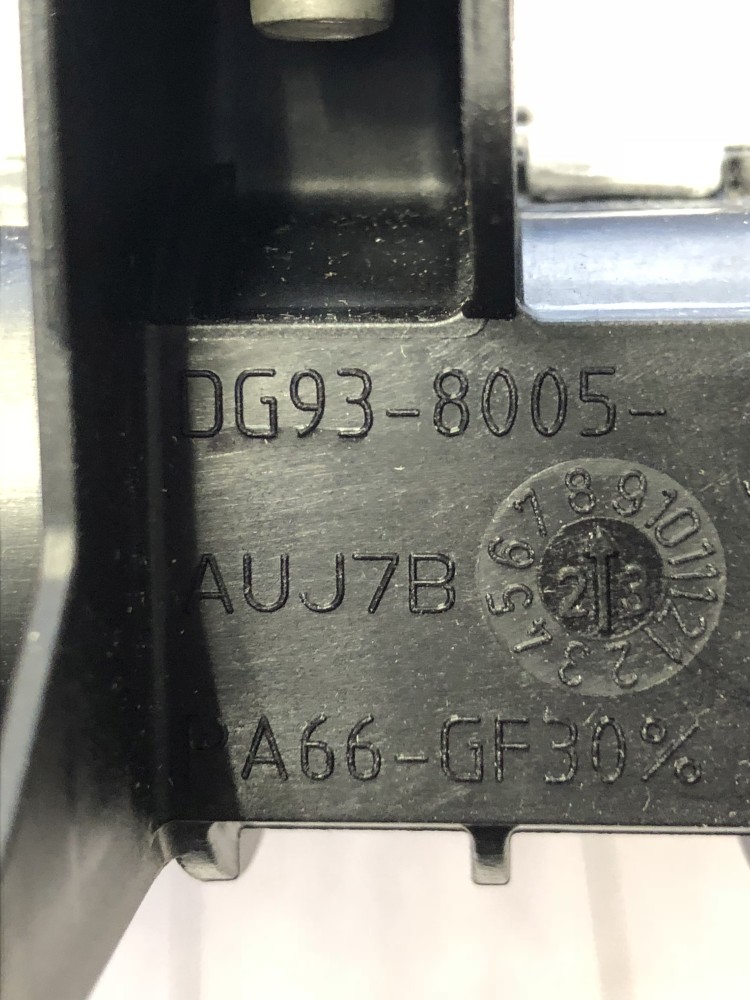 DG93-8005-
AUJ7B
PA66-GF30%
1 2 3 4 5 6 7 8 9 10 11 12
2 3